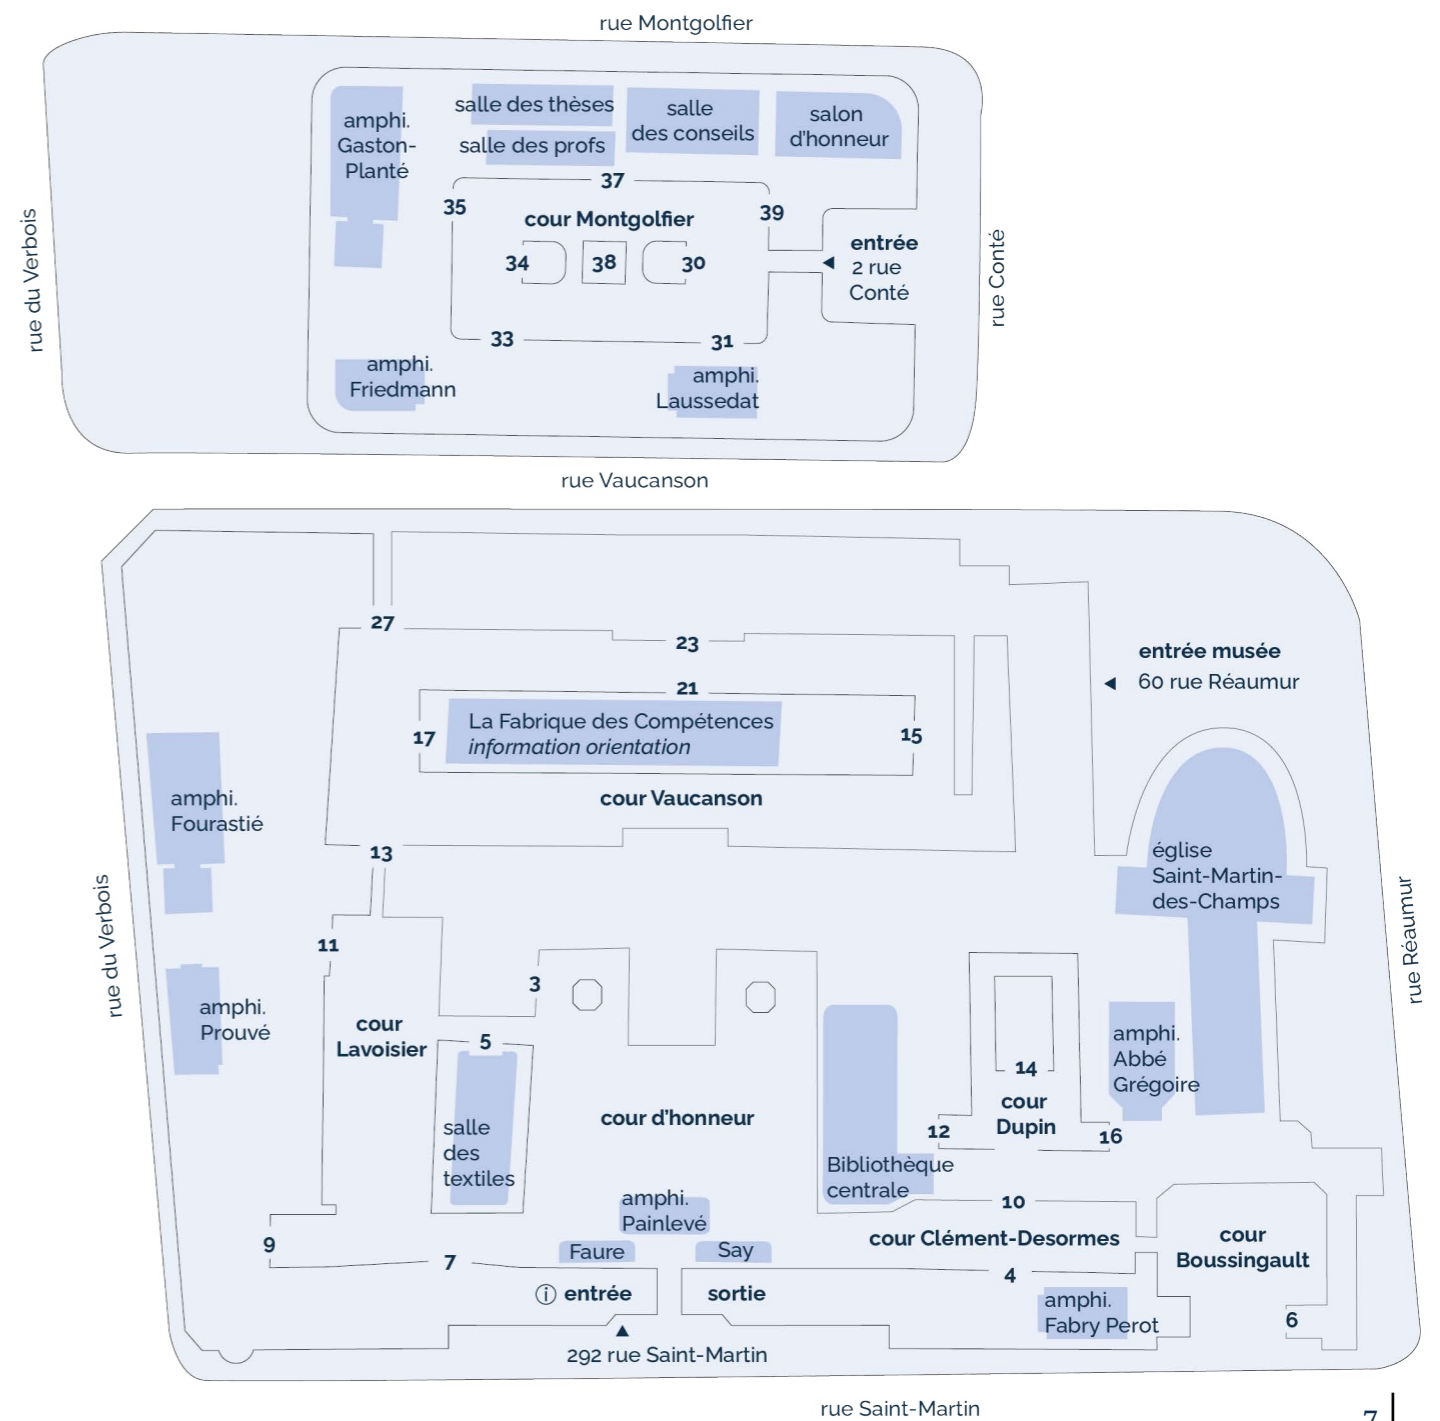 rue Montgolfier
amphi.
Gaston-
Planté
salle des thèses
salle des profs
salle
des conseils
salon
d'honneur
37
35
39
cour Montgolfier
34
38
30
entrée
2 rue
Conté
rue du Verbois
rue Conté
33
31
amphi.
Friedmann
amphi.
Laussedat
rue Vaucanson
27
23
21
entrée musée
60 rue Réaumur
La Fabrique des Compétences
information orientation
17
15
cour Vaucanson
amphi.
Fourastié
13
église
Saint-Martin-
des-Champs
rue du Verbois
rue Réaumur
11
3
amphi.
Prouvé
cour
Lavoisier
5
14
amphi.
Abbé
Grégoire
cour d'honneur
cour
Dupin
12
16
salle
des
textiles
Bibliothèque
centrale
amphi.
Painlevé
10
9
7
Faure
Say
cour Clément-Desormes
cour
Boussingault
4
i entrée
sortie
amphi.
Fabry Perot
6
292 rue Saint-Martin
rue Saint-Martin
7